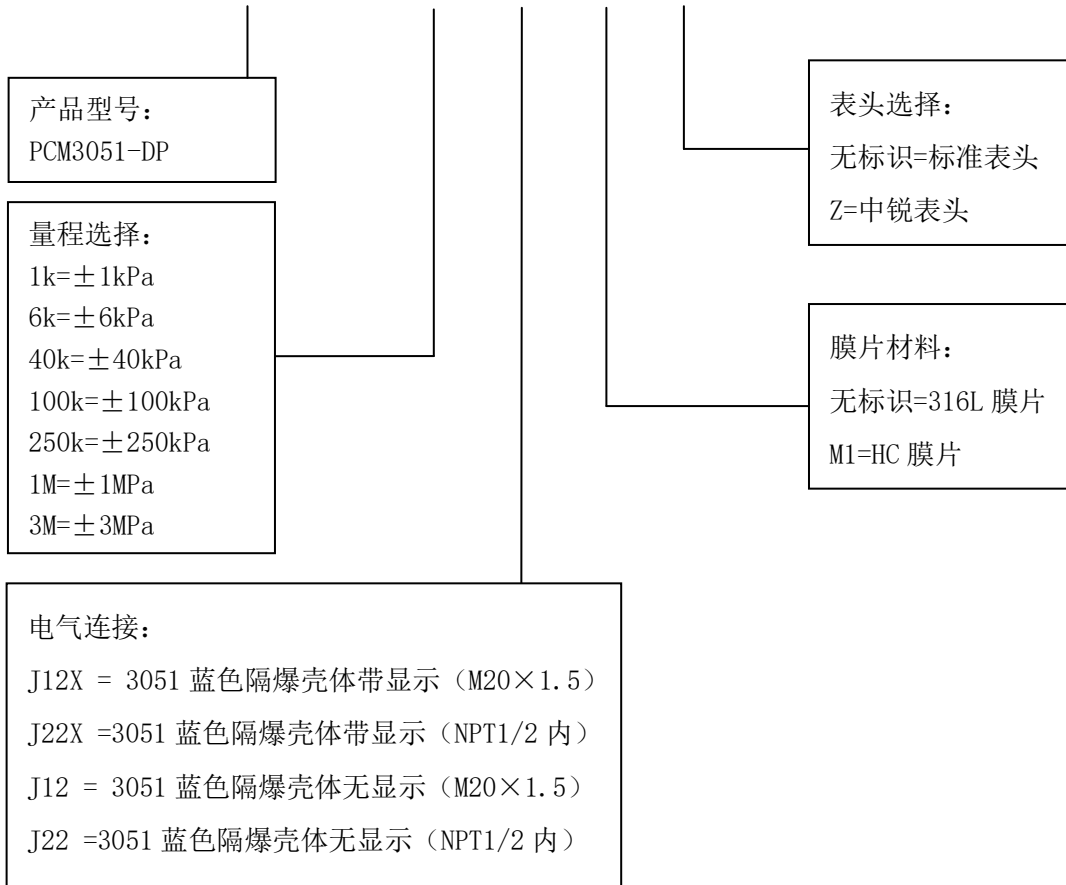 产品型号：
PCM3051-DP
量程选择：
1k=±1kPa
6k=±6kPa
40k=±40kPa
100k=±100kPa
250k=±250kPa
1M=±1MPa
3M=±3MPa
电气连接：
J12X = 3051 蓝色隔爆壳体带显示（M20×1.5）
J22X =3051 蓝色隔爆壳体带显示（NPT1/2 内）
J12 = 3051 蓝色隔爆壳体无显示（M20×1.5）
J22 =3051 蓝色隔爆壳体无显示（NPT1/2 内）
表头选择：
无标识=标准表头
Z=中锐表头
膜片材料：
无标识=316L 膜片
M1=HC 膜片